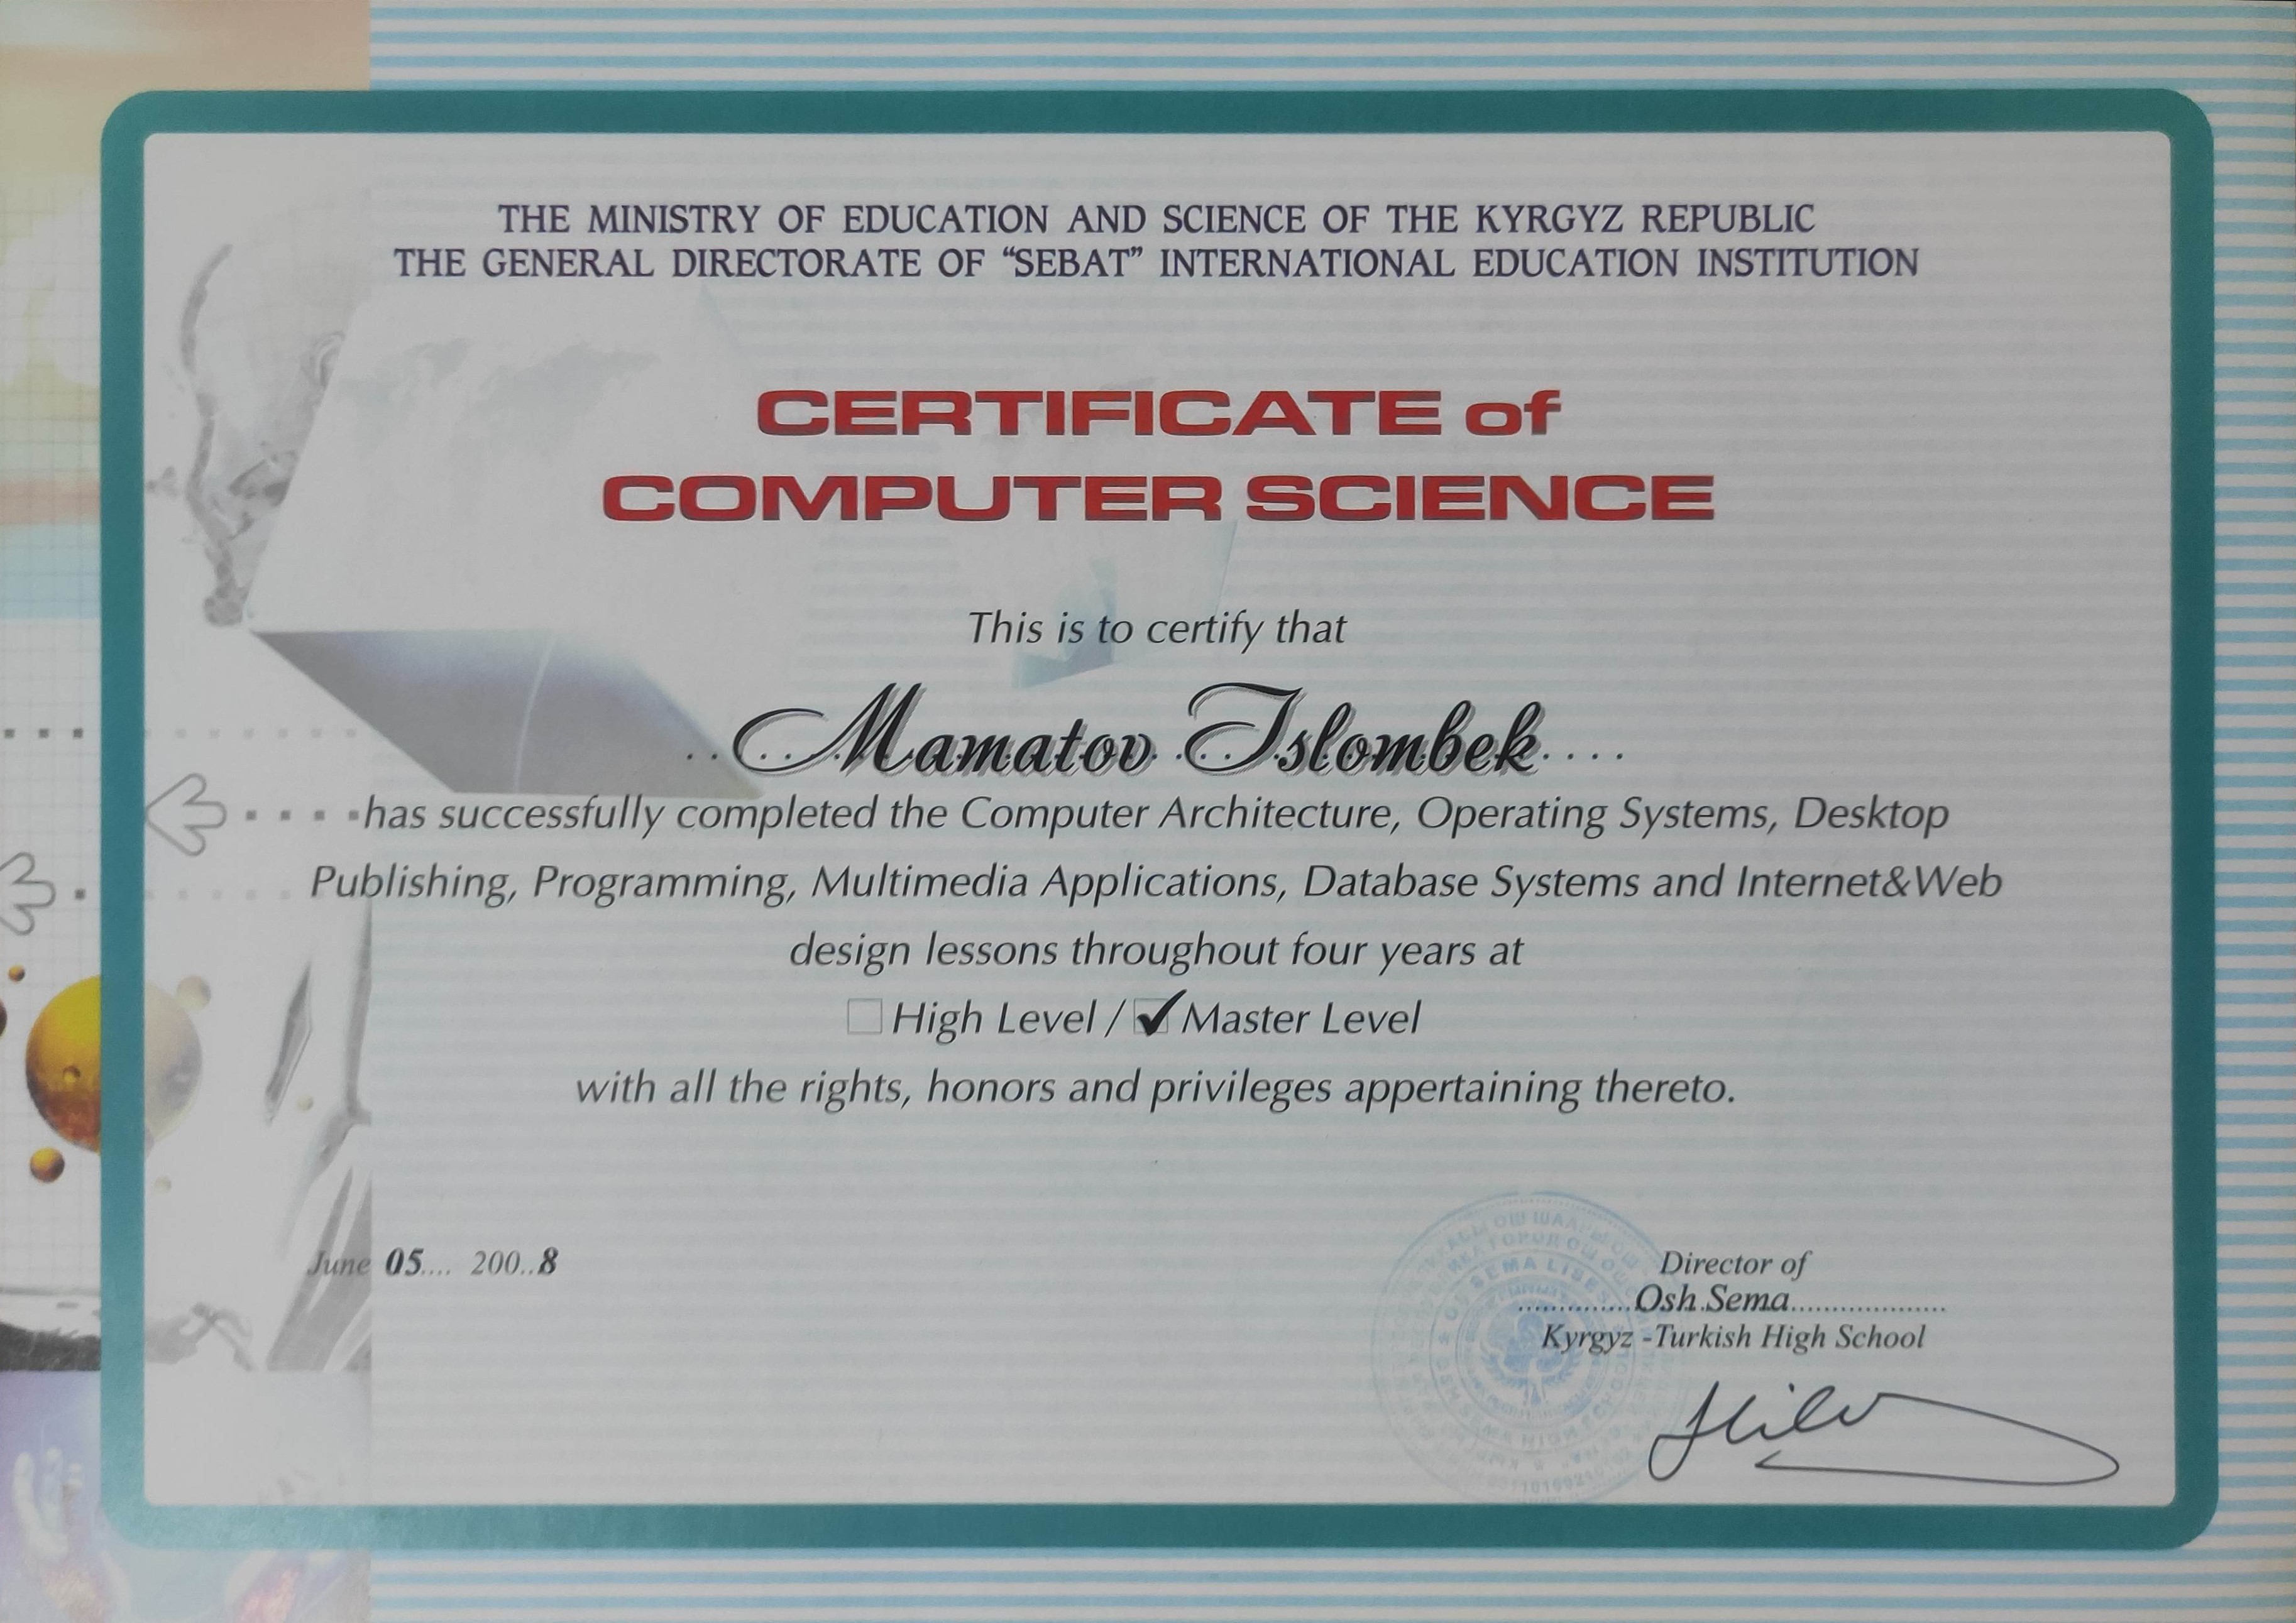 THE MINISTRY OF EDUCATION AND SCIENCE OF THE KYRGYZ REPUBLIC
THE GENERAL DIRECTORATE OF “SEBAT” INTERNATIONAL EDUCATION INSTITUTION
CERTIFICATE of
COMPUTER SCIENCE
This is to certify that
Mamatov Islombek
has successfully completed the Computer Architecture, Operating Systems, Desktop
Publishing, Programming, Multimedia Applications, Database Systems and Internet&Web
design lessons throughout four years at
High Level / ✔ Master Level
with all the rights, honors and privileges appertaining thereto.
June 05.... 200..8
Director of
Osh Sema
Kyrgyz -Turkish High School